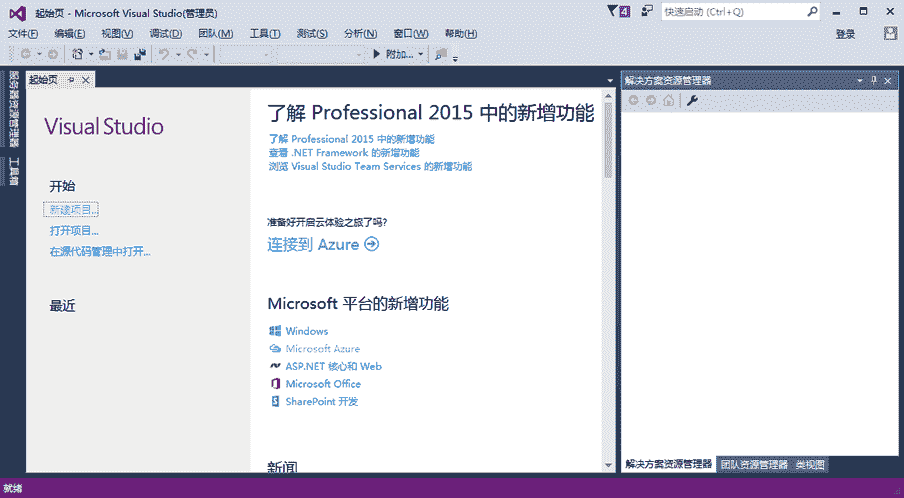 起始页 - Microsoft Visual Studio(管理员)
4
快速启动 (Ctrl+Q)
文件(F) 编辑(E) 视图(V) 调试(D) 团队(M) 工具(T) 测试(S) 分析(N) 窗口(W) 帮助(H)
登录
附加...
服务器资源管理器
工具箱
起始页
Visual Studio
开始
新建项目...
打开项目...
在源代码管理中打开...
最近
了解 Professional 2015 中的新增功能
了解 Professional 2015 中的新增功能
查看 .NET Framework 的新增功能
浏览 Visual Studio Team Services 的新增功能
准备好开启云体验之旅了吗?
连接到 Azure
Microsoft 平台的新增功能
Windows
Microsoft Azure
ASP.NET 核心和 Web
Microsoft Office
SharePoint 开发
新闻
解决方案资源管理器
解决方案资源管理器 团队资源管理器 类视图
就绪